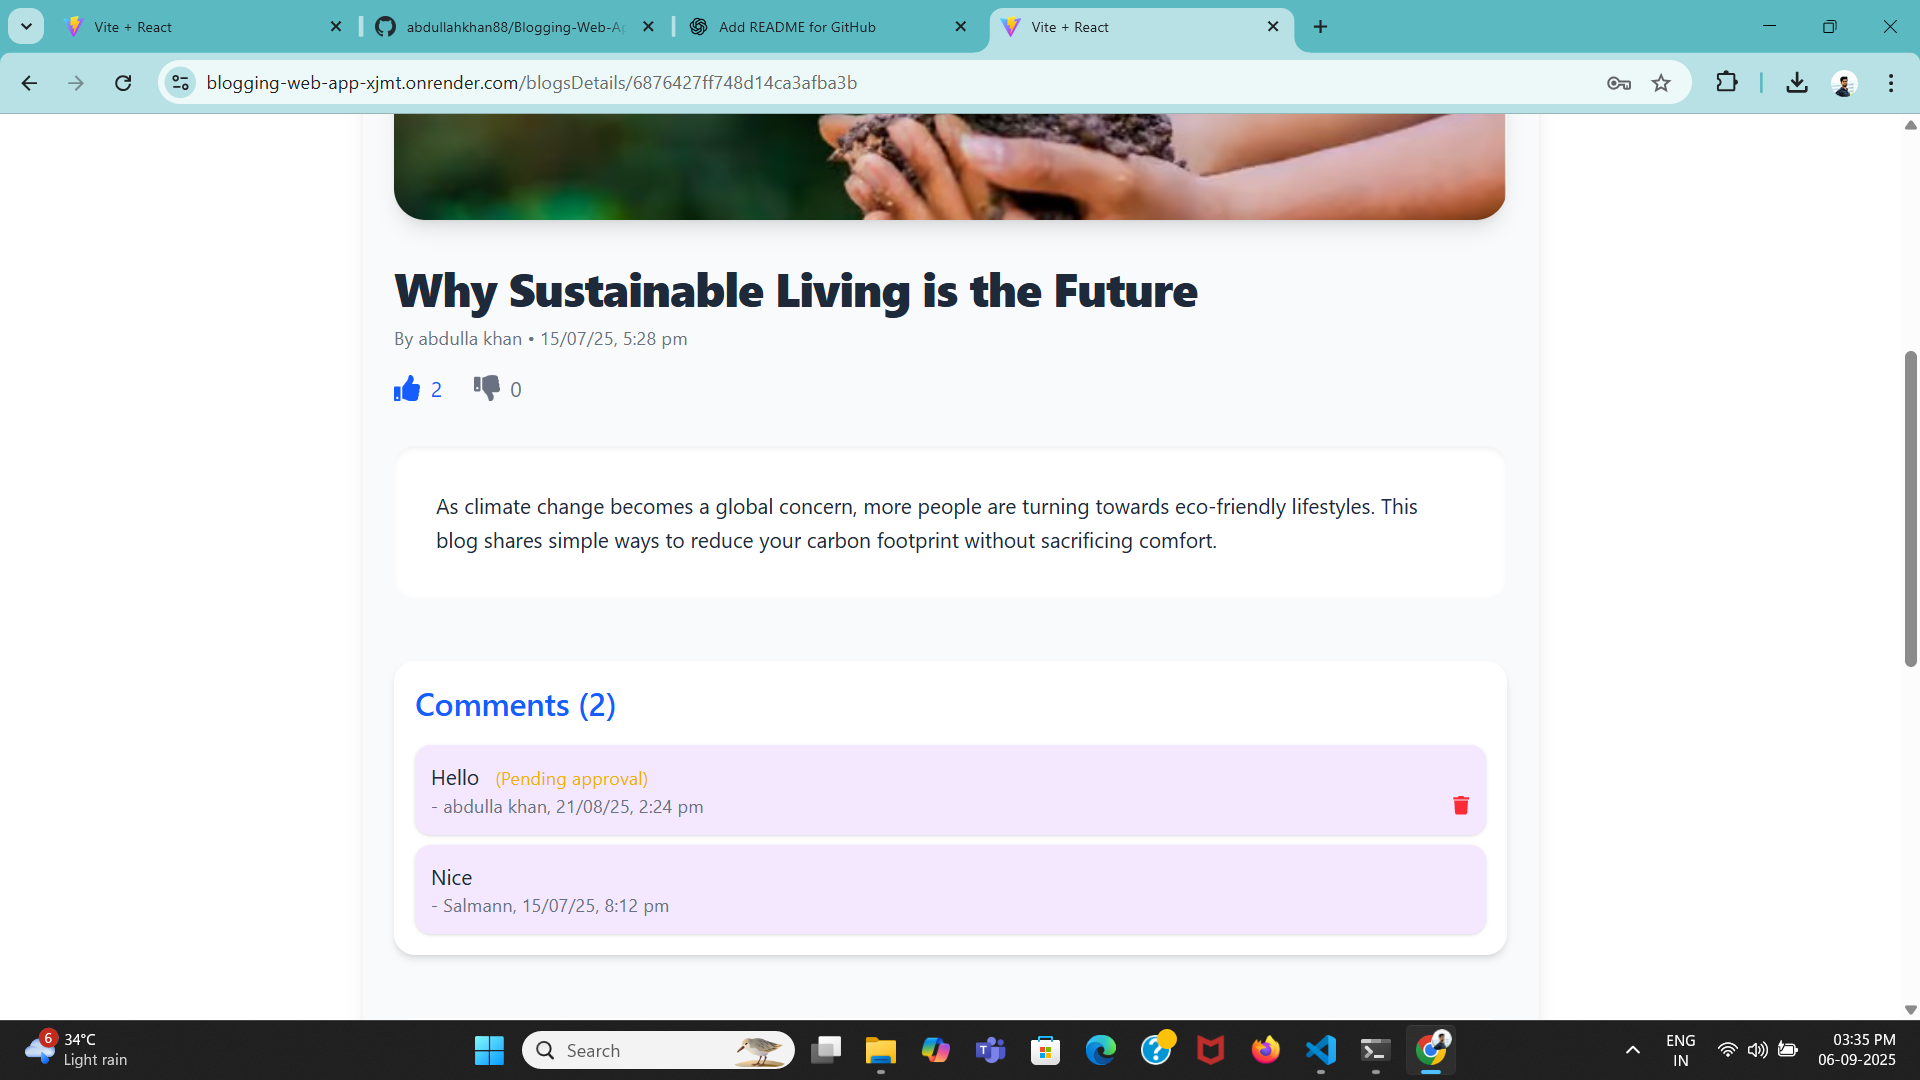 Vite + React
abdullahkhan88/Blogging-Web-Ap
Add README for GitHub
Vite + React
blogging-web-app-xjmt.onrender.com/blogsDetails/6876427ff748d14ca3afba3b
Why Sustainable Living is the Future
By abdulla khan • 15/07/25, 5:28 pm
2 0
As climate change becomes a global concern, more people are turning towards eco-friendly lifestyles. This
blog shares simple ways to reduce your carbon footprint without sacrificing comfort.
Comments (2)
Hello (Pending approval)
- abdulla khan, 21/08/25, 2:24 pm
Nice
- Salmann, 15/07/25, 8:12 pm
6
34°C
Light rain
Search
ENG
IN
03:35 PM
06-09-2025